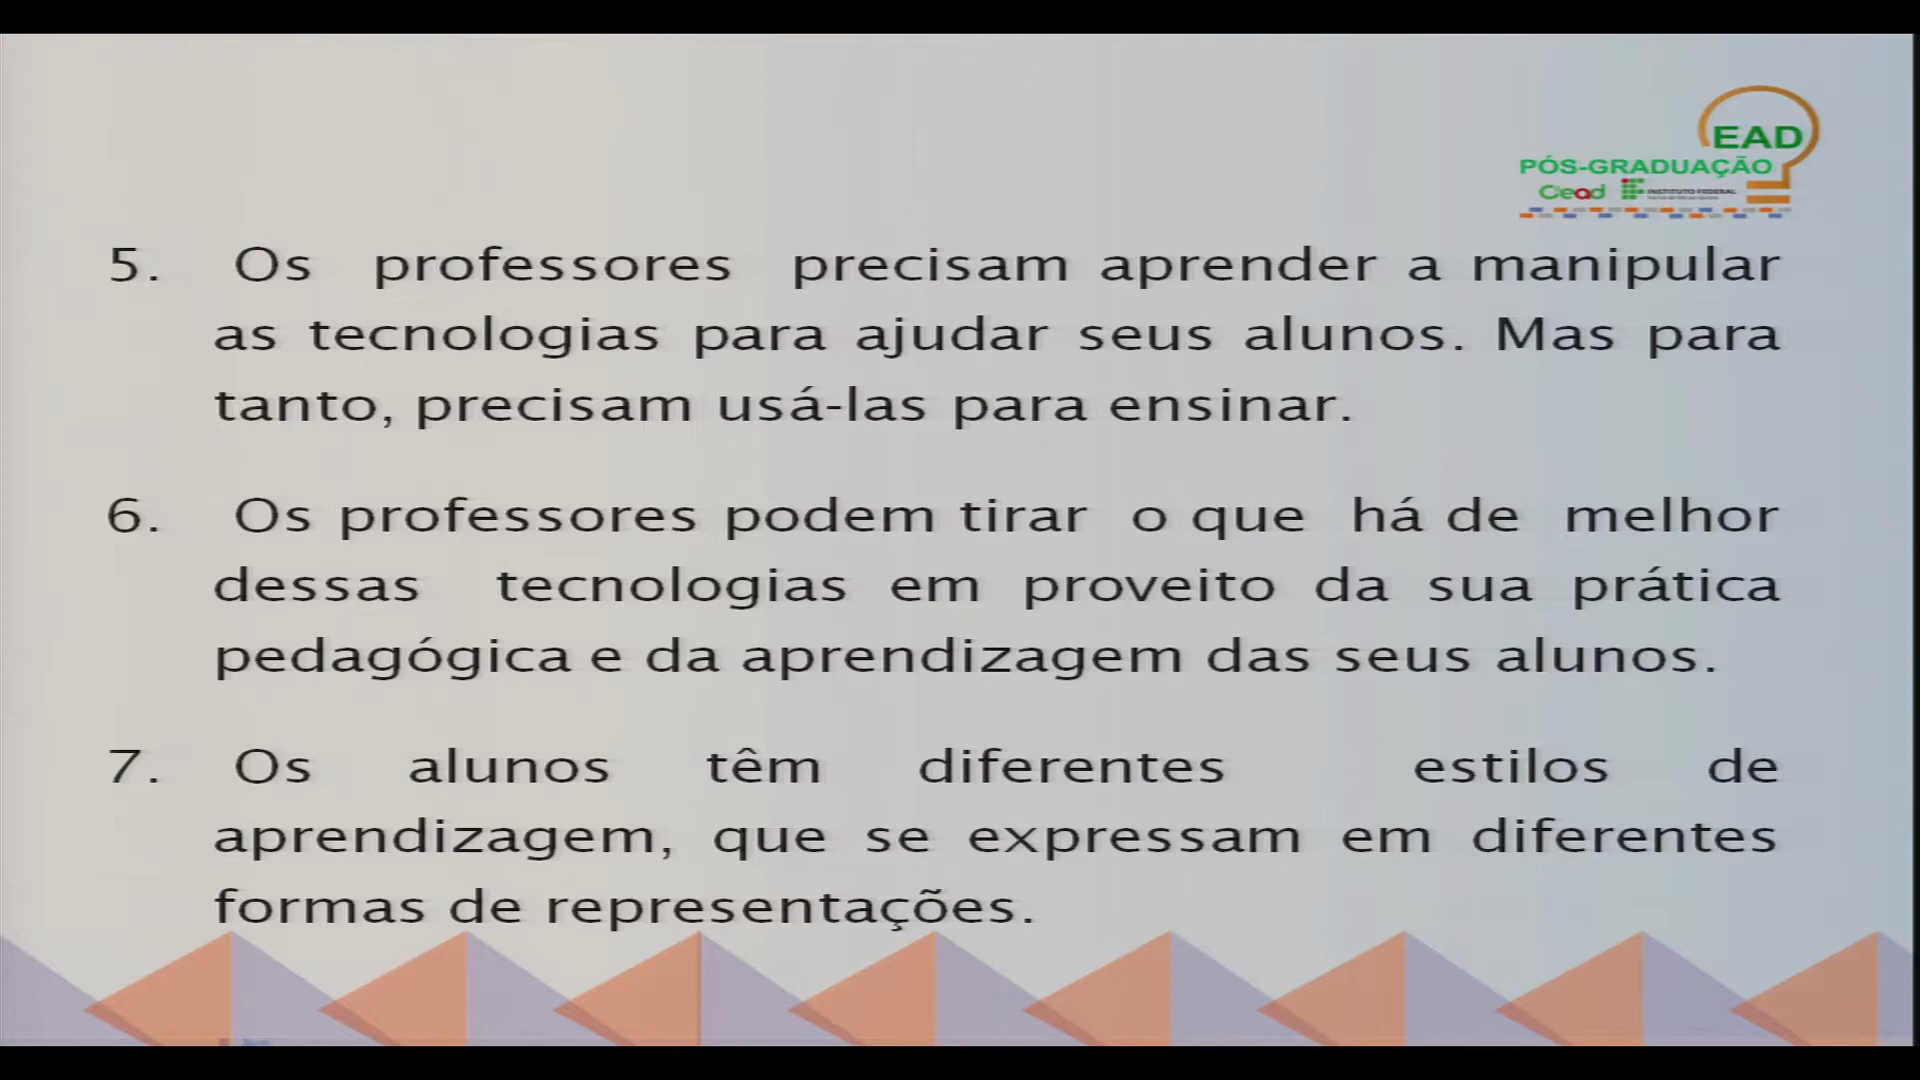 EAD
PÓS-GRADUAÇÃO
Cead
INSTITUTO FEDERAL
5. Os professores precisam aprender a manipular
as tecnologias para ajudar seus alunos. Mas para
tanto, precisam usá-las para ensinar.
6. Os professores podem tirar o que há de melhor
dessas tecnologias em proveito da sua prática
pedagógica e da aprendizagem das seus alunos.
7. Os alunos têm diferentes estilos de
aprendizagem, que se expressam em diferentes
formas de representações.